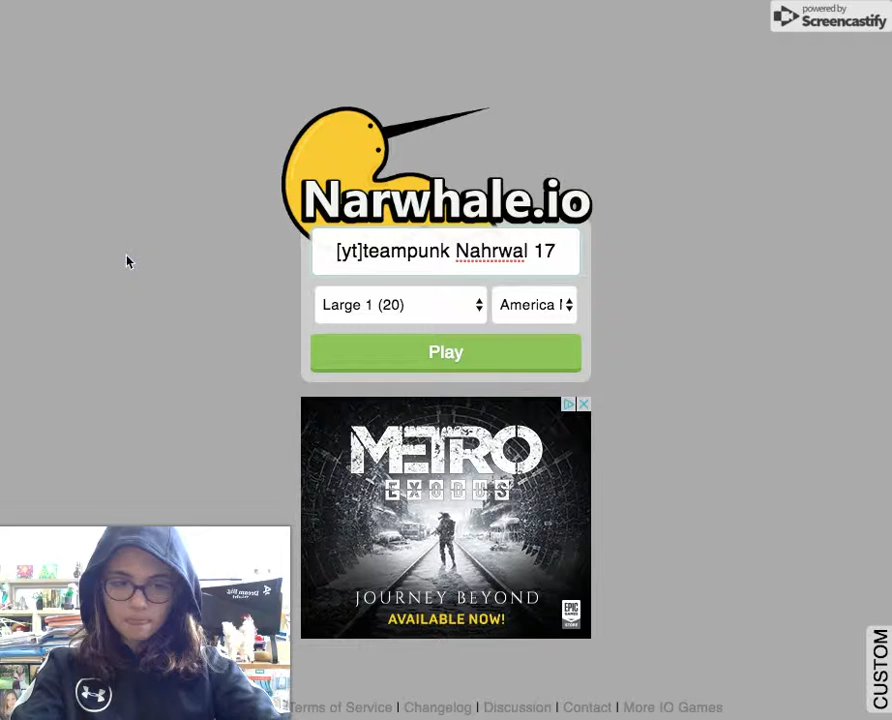 powered by
Screencastify
Narwhale.io
[yt]teampunk Nahrwal 17
Large 1 (20)
America
Play
METRO
EXODUS
JOURNEY BEYOND
AVAILABLE NOW!
EPIC
GAMES
STORE
Terms of Service | Changelog | Discussion | Contact | More IO Games
CUSTOM